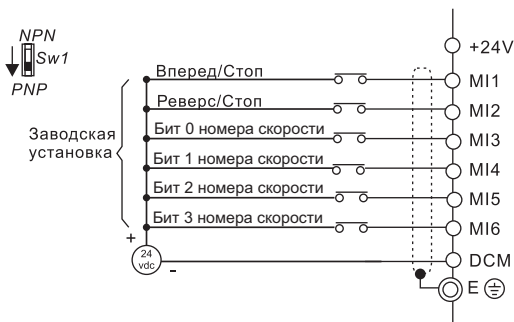 NPN
Sw1
PNP
+24V
Вперед/Стоп
MI1
Реверс/Стоп
MI2
Бит 0 номера скорости
MI3
Заводская
установка
Бит 1 номера скорости
MI4
Бит 2 номера скорости
MI5
Бит 3 номера скорости
MI6
+
24
vdc
-
DCM
E